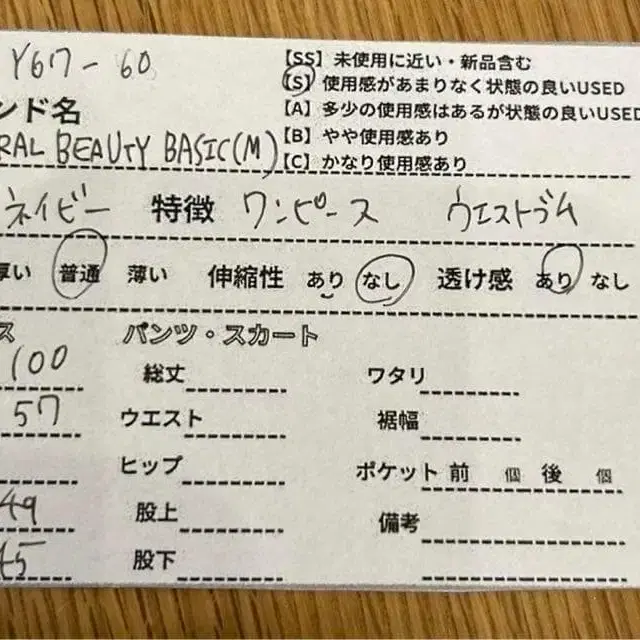 Y67-60
【SS】未使用に近い・新品含む
【S】使用感があまりなく状態の良いUSED
ンド名
【A】多少の使用感はあるが状態の良いUSED
【B】やや使用感あり
RAL BEAUTY BASIC(M)
【C】かなり使用感あり
ネイビー 特徴 ワンピース ウエストゴム
厚い 普通 薄い 伸縮性 あり なし 透け感 あり なし
ス パンツ・スカート
100 総丈 ワタリ
57 ウエスト 裾幅
ヒップ ポケット 前 個 後 個
49 股上 備考
45 股下